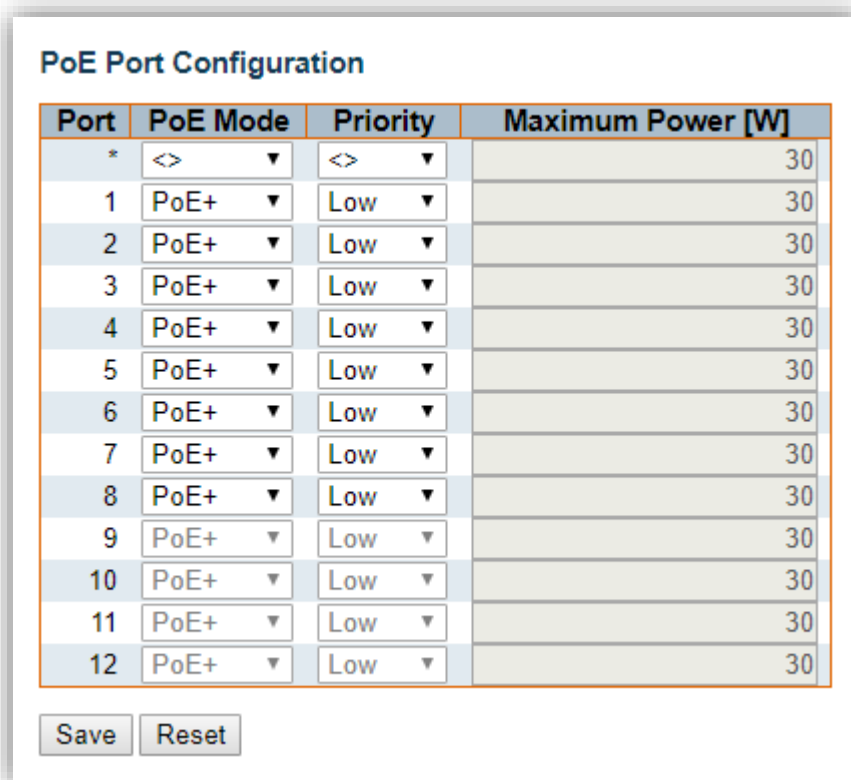 PoE Port Configuration
Port PoE Mode Priority Maximum Power [W]
* <> <> 30
1 PoE+ Low 30
2 PoE+ Low 30
3 PoE+ Low 30
4 PoE+ Low 30
5 PoE+ Low 30
6 PoE+ Low 30
7 PoE+ Low 30
8 PoE+ Low 30
9 PoE+ Low 30
10 PoE+ Low 30
11 PoE+ Low 30
12 PoE+ Low 30
Save Reset